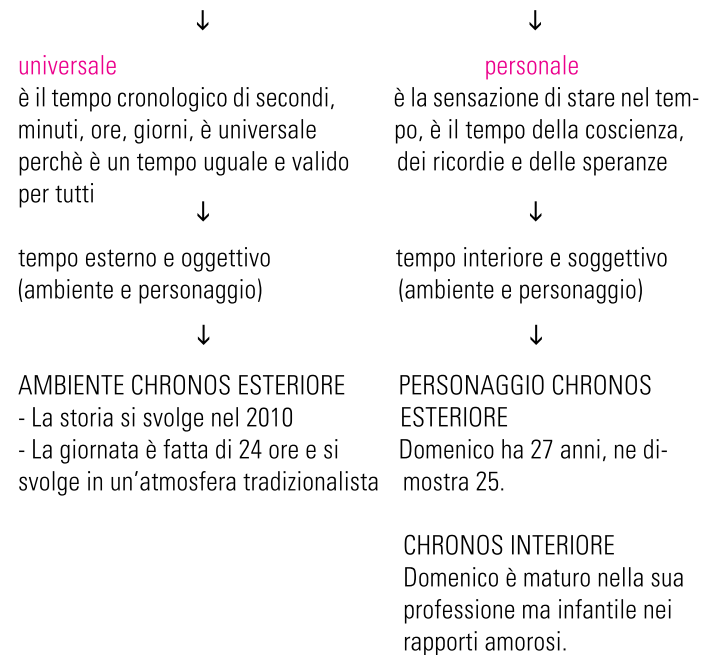 ↓
universale
è il tempo cronologico di secondi,
minuti, ore, giorni, è universale
perchè è un tempo uguale e valido
per tutti
↓
tempo esterno e oggettivo
(ambiente e personaggio)
↓
AMBIENTE CHRONOS ESTERIORE
- La storia si svolge nel 2010
- La giornata è fatta di 24 ore e si
svolge in un'atmosfera tradizionalista
↓
personale
è la sensazione di stare nel tem-
po, è il tempo della coscienza,
dei ricordie e delle speranze
↓
tempo interiore e soggettivo
(ambiente e personaggio)
↓
PERSONAGGIO CHRONOS
ESTERIORE
Domenico ha 27 anni, ne di-
mostra 25.
CHRONOS INTERIORE
Domenico è maturo nella sua
professione ma infantile nei
rapporti amorosi.